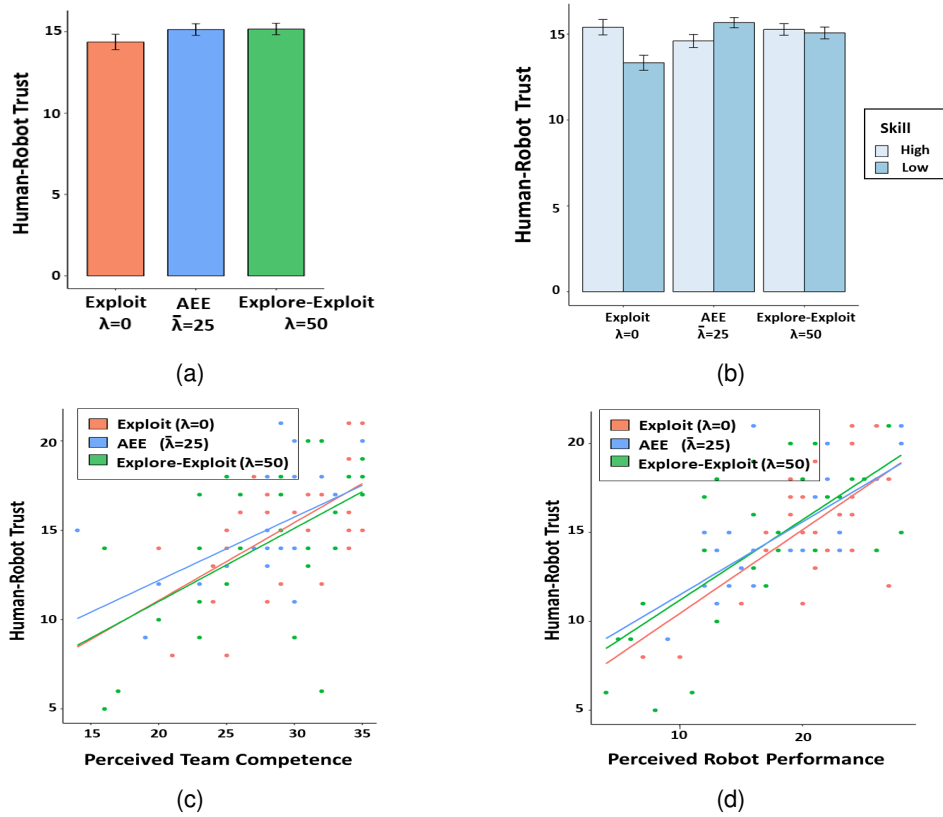 Human-Robot Trust
15
10
5
0
Exploit
λ=0
AEE
λ̄=25
Explore-Exploit
λ=50
(a)
Human-Robot Trust
15
10
5
0
Exploit
λ=0
AEE
λ̄=25
Explore-Exploit
λ=50
Skill
High
Low
(b)
Human-Robot Trust
20
15
10
5
Exploit (λ=0)
AEE (λ̄=25)
Explore-Exploit (λ=50)
15
20
25
30
35
Perceived Team Competence
(c)
Human-Robot Trust
20
15
10
5
Exploit (λ=0)
AEE (λ̄=25)
Explore-Exploit (λ=50)
10
20
Perceived Robot Performance
(d)